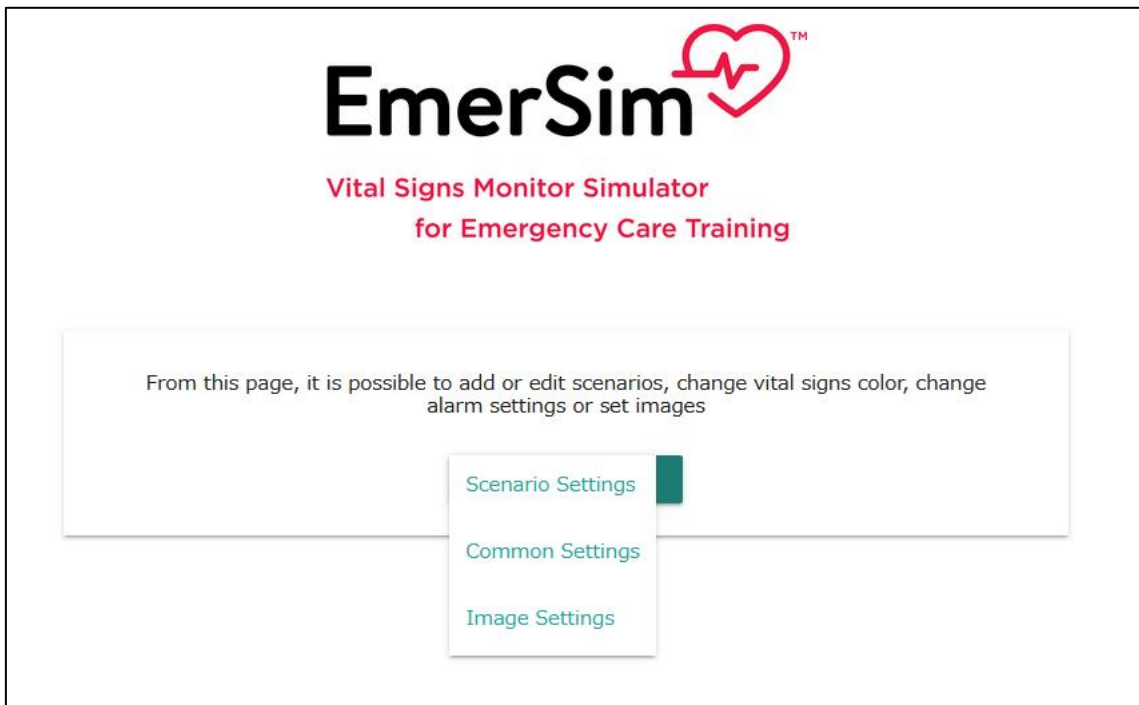 EmerSim™
Vital Signs Monitor Simulator
for Emergency Care Training
From this page, it is possible to add or edit scenarios, change vital signs color, change
alarm settings or set images
Scenario Settings
Common Settings
Image Settings